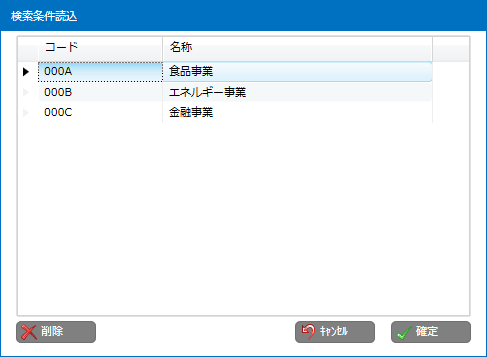 検索条件読込
コード 名称
000A 食品事業
000B エネルギー事業
000C 金融事業
削除 ｷｬﾝｾﾙ 確定